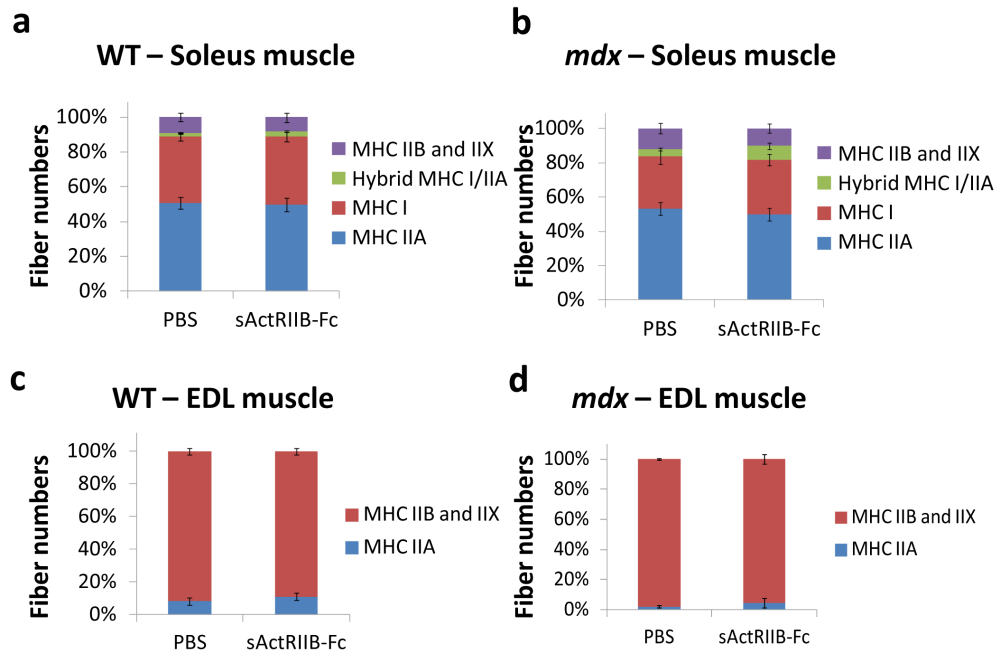 a
WT – Soleus muscle
Fiber numbers
100%
80%
60%
40%
20%
0%
PBS
sActRIIB-Fc
MHC IIB and IIX
Hybrid MHC I/IIA
MHC I
MHC IIA
b
mdx – Soleus muscle
Fiber numbers
100%
80%
60%
40%
20%
0%
PBS
sActRIIB-Fc
MHC IIB and IIX
Hybrid MHC I/IIA
MHC I
MHC IIA
c
WT – EDL muscle
Fiber numbers
100%
80%
60%
40%
20%
0%
PBS
sActRIIB-Fc
MHC IIB and IIX
MHC IIA
d
mdx – EDL muscle
Fiber numbers
100%
80%
60%
40%
20%
0%
PBS
sActRIIB-Fc
MHC IIB and IIX
MHC IIA